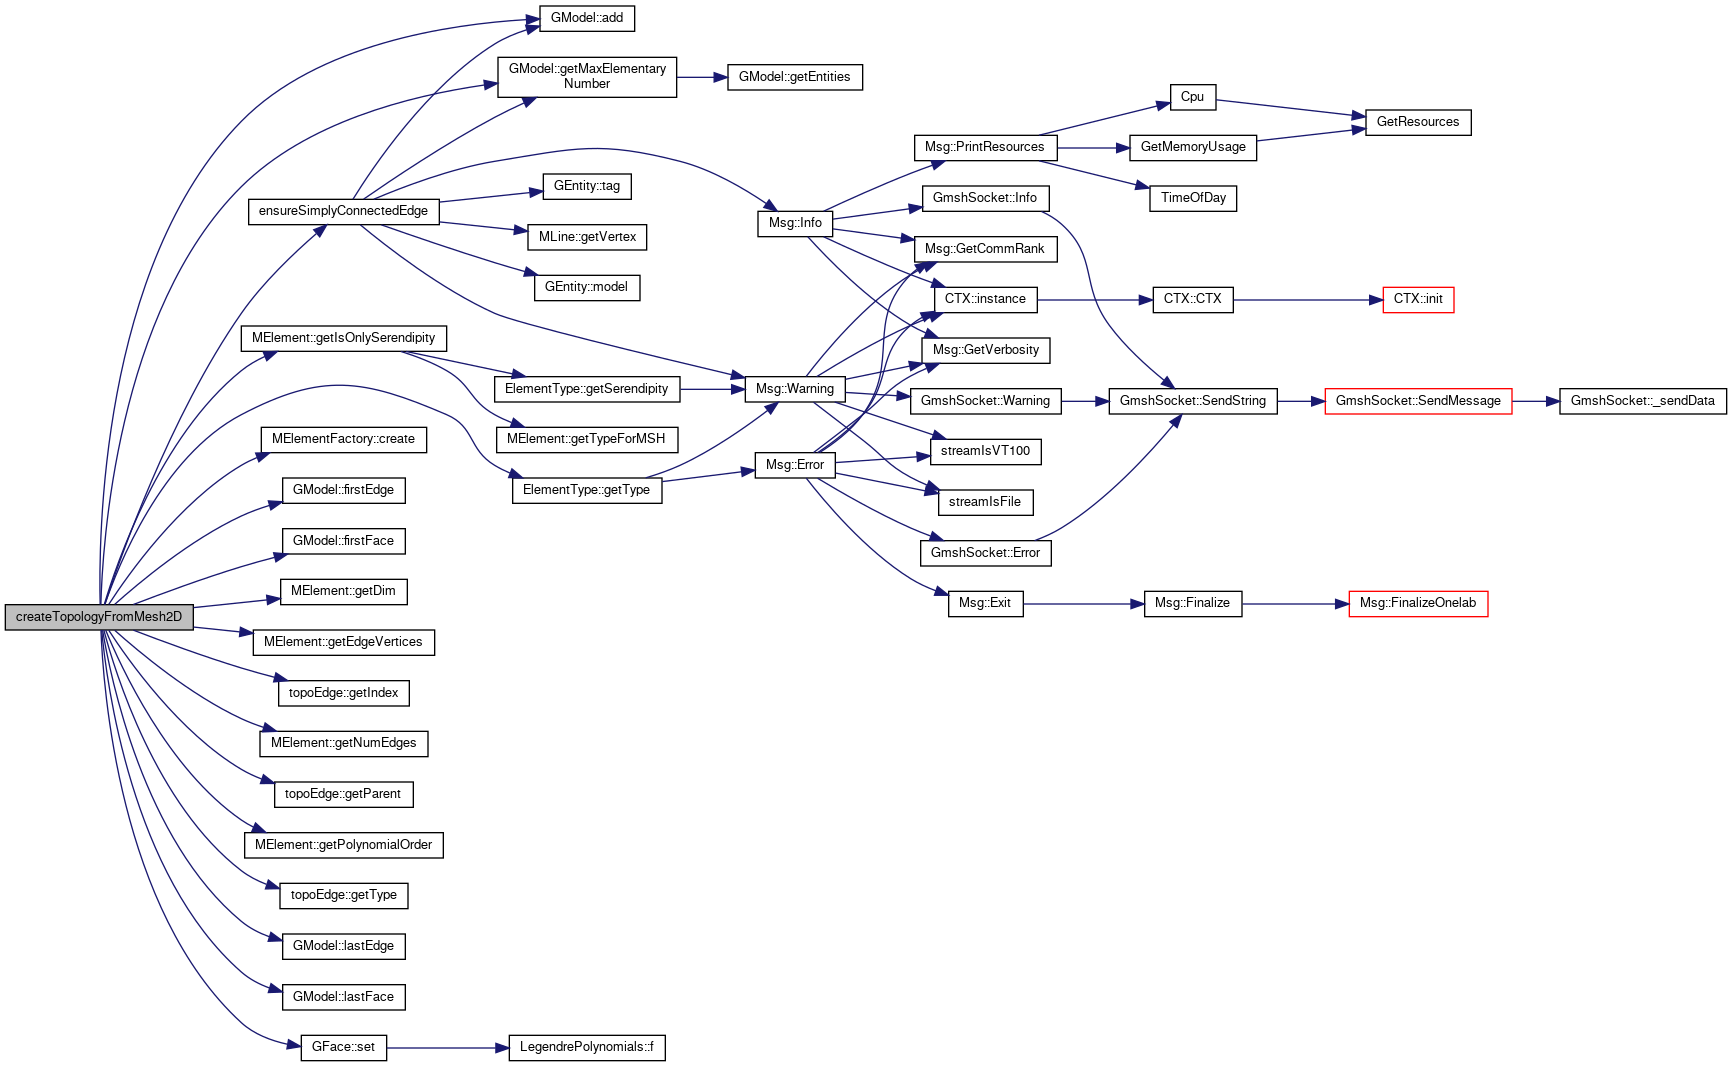 GModel::add
GModel::getMaxElementary
Number
GModel::getEntities
Cpu
GetResources
Msg::PrintResources
GetMemoryUsage
TimeOfDay
GEntity::tag
ensureSimplyConnectedEdge
GmshSocket::Info
Msg::Info
MLine::getVertex
Msg::GetCommRank
GEntity::model
CTX::instance
CTX::CTX
CTX::init
MElement::getIsOnlySerendipity
Msg::GetVerbosity
ElementType::getSerendipity
Msg::Warning
GmshSocket::Warning
GmshSocket::SendString
GmshSocket::SendMessage
GmshSocket::_sendData
MElementFactory::create
MElement::getTypeForMSH
streamIsVT100
Msg::Error
GModel::firstEdge
ElementType::getType
streamIsFile
GModel::firstFace
GmshSocket::Error
MElement::getDim
Msg::Exit
Msg::Finalize
Msg::FinalizeOnelab
createTopologyFromMesh2D
MElement::getEdgeVertices
topoEdge::getIndex
MElement::getNumEdges
topoEdge::getParent
MElement::getPolynomialOrder
topoEdge::getType
GModel::lastEdge
GModel::lastFace
GFace::set
LegendrePolynomials::f